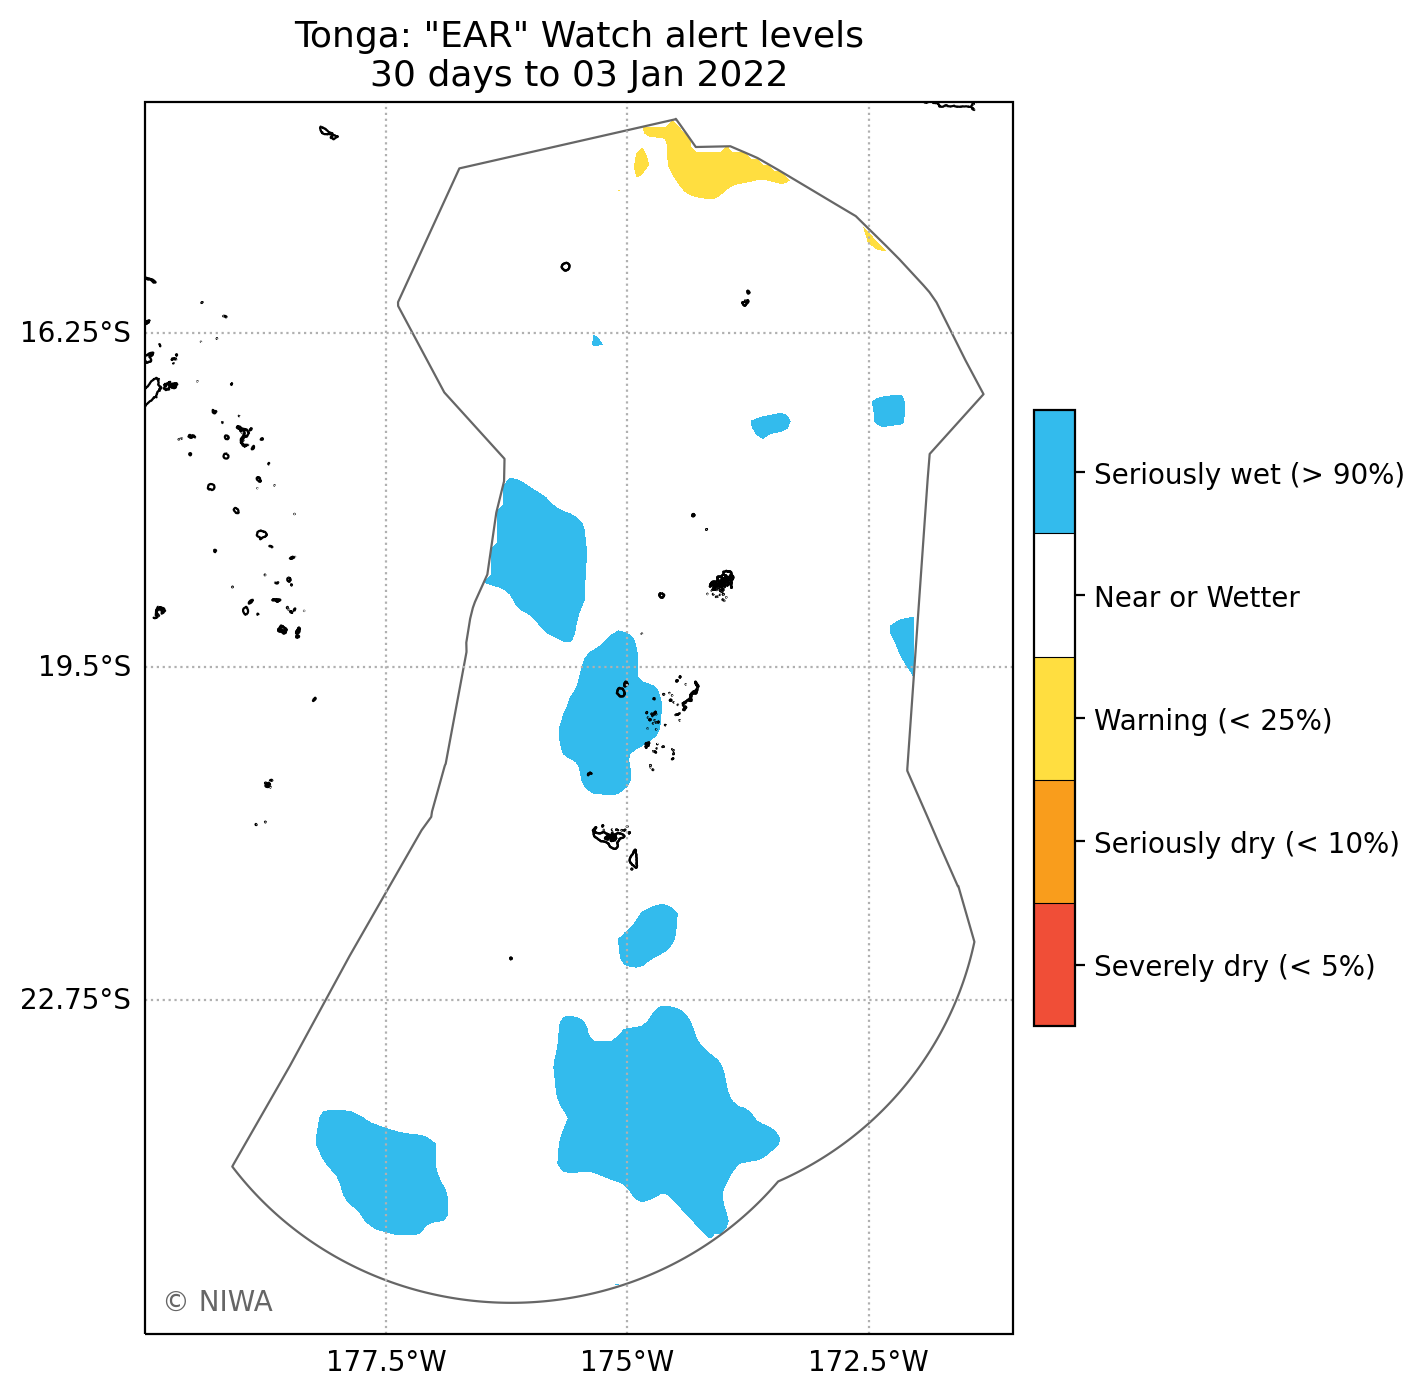 Tonga: "EAR" Watch alert levels
30 days to 03 Jan 2022
16.25°S
19.5°S
22.75°S
177.5°W
175°W
172.5°W
© NIWA
Seriously wet (> 90%)
Near or Wetter
Warning (< 25%)
Seriously dry (< 10%)
Severely dry (< 5%)